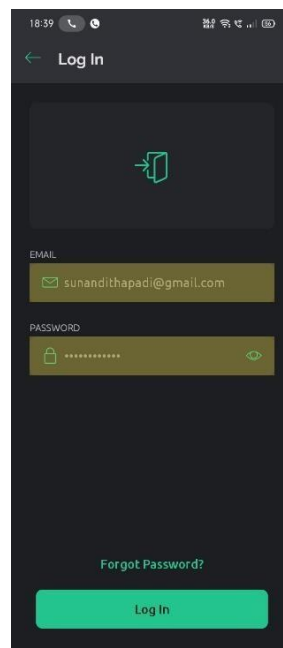 18:39
Log In
EMAIL
sunandithapadi@gmail.com
PASSWORD
••••••••••••
Forgot Password?
Log In